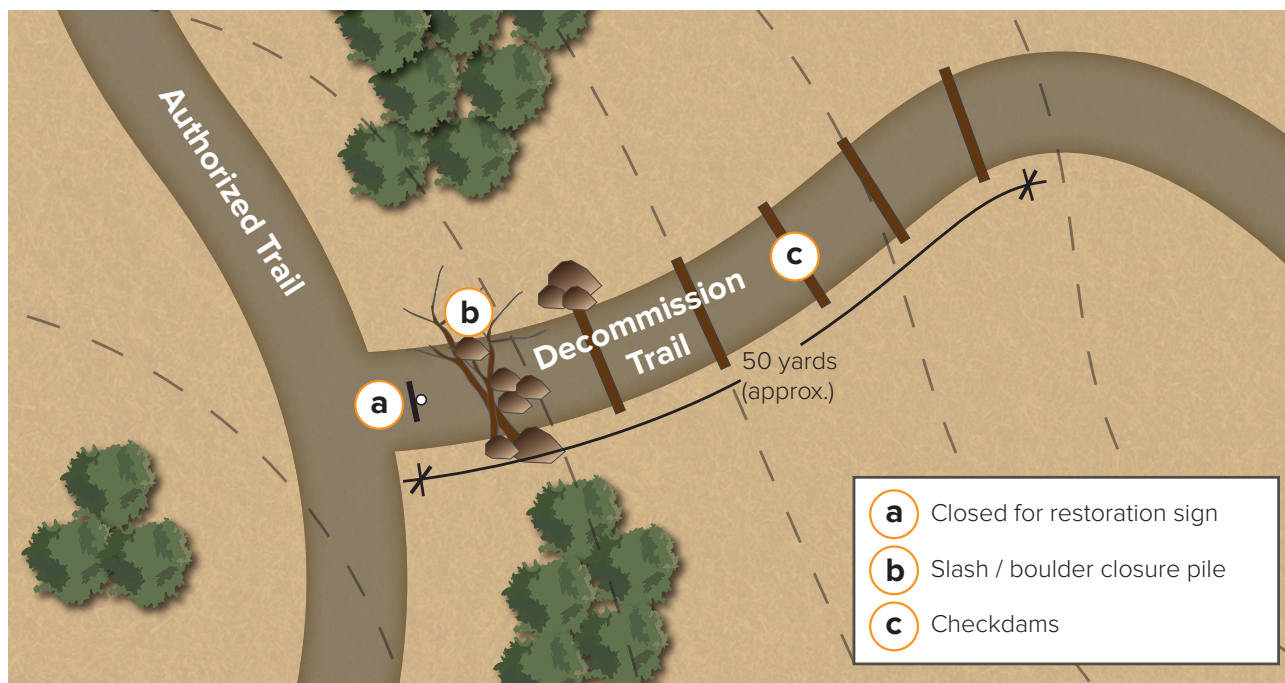 Authorized Trail
a
b
Decommission
Trail
c
50 yards
(approx.)
a Closed for restoration sign
b Slash / boulder closure pile
c Checkdams